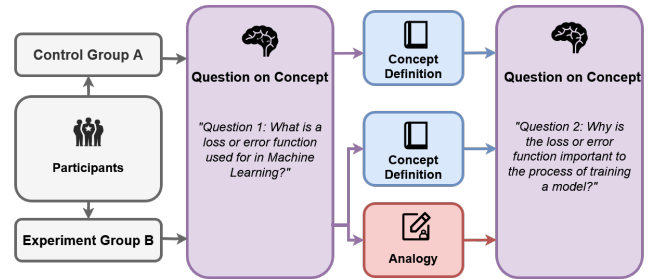 Control Group A
Participants
Experiment Group B
Question on Concept
"Question 1: What is a
loss or error function
used for in Machine
Learning?"
Concept
Definition
Concept
Definition
Analogy
Question on Concept
"Question 2: Why is
the loss or error
function important to
the process of training
a model?"